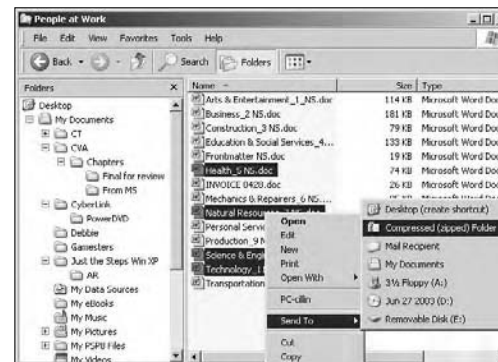 People at Work
File Edit View Favorites Tools Help
Back Search Folders
Folders × Name Size Type
Desktop
My Documents
CT
CVA
Chapters
Final for review
From MS
CyberLink
PowerDVD
Debbie
Gamesters
Just the Steps Win XP
AR
My Data Sources
My eBooks
My Music
My Pictures
My PSP8 Files
My Videos
Arts & Entertainment_1_NS.doc 114 KB Microsoft Word Doc
Business_2 NS.doc 181 KB Microsoft Word Doc
Construction_3 NS.doc 79 KB Microsoft Word Doc
Education & Social Services_4... 133 KB Microsoft Word Doc
Frontmatter NS.doc 19 KB Microsoft Word Doc
Health_5 NS.doc 74 KB Microsoft Word Doc
INVOICE 0428.doc 26 KB Microsoft Word Doc
Mechanics & Repairers_6 NS....
Natural
Personal
Production_9
Science &
Technology_1
Transportation
Open
Edit
New
Print
Open With
PC-cillin
Send To
Cut
Copy
Desktop (create shortcut)
Compressed (zipped) Folder
Mail Recipient
My Documents
3½ Floppy (A:)
Jun 27 2003 (D:)
Removable Disk (E:)